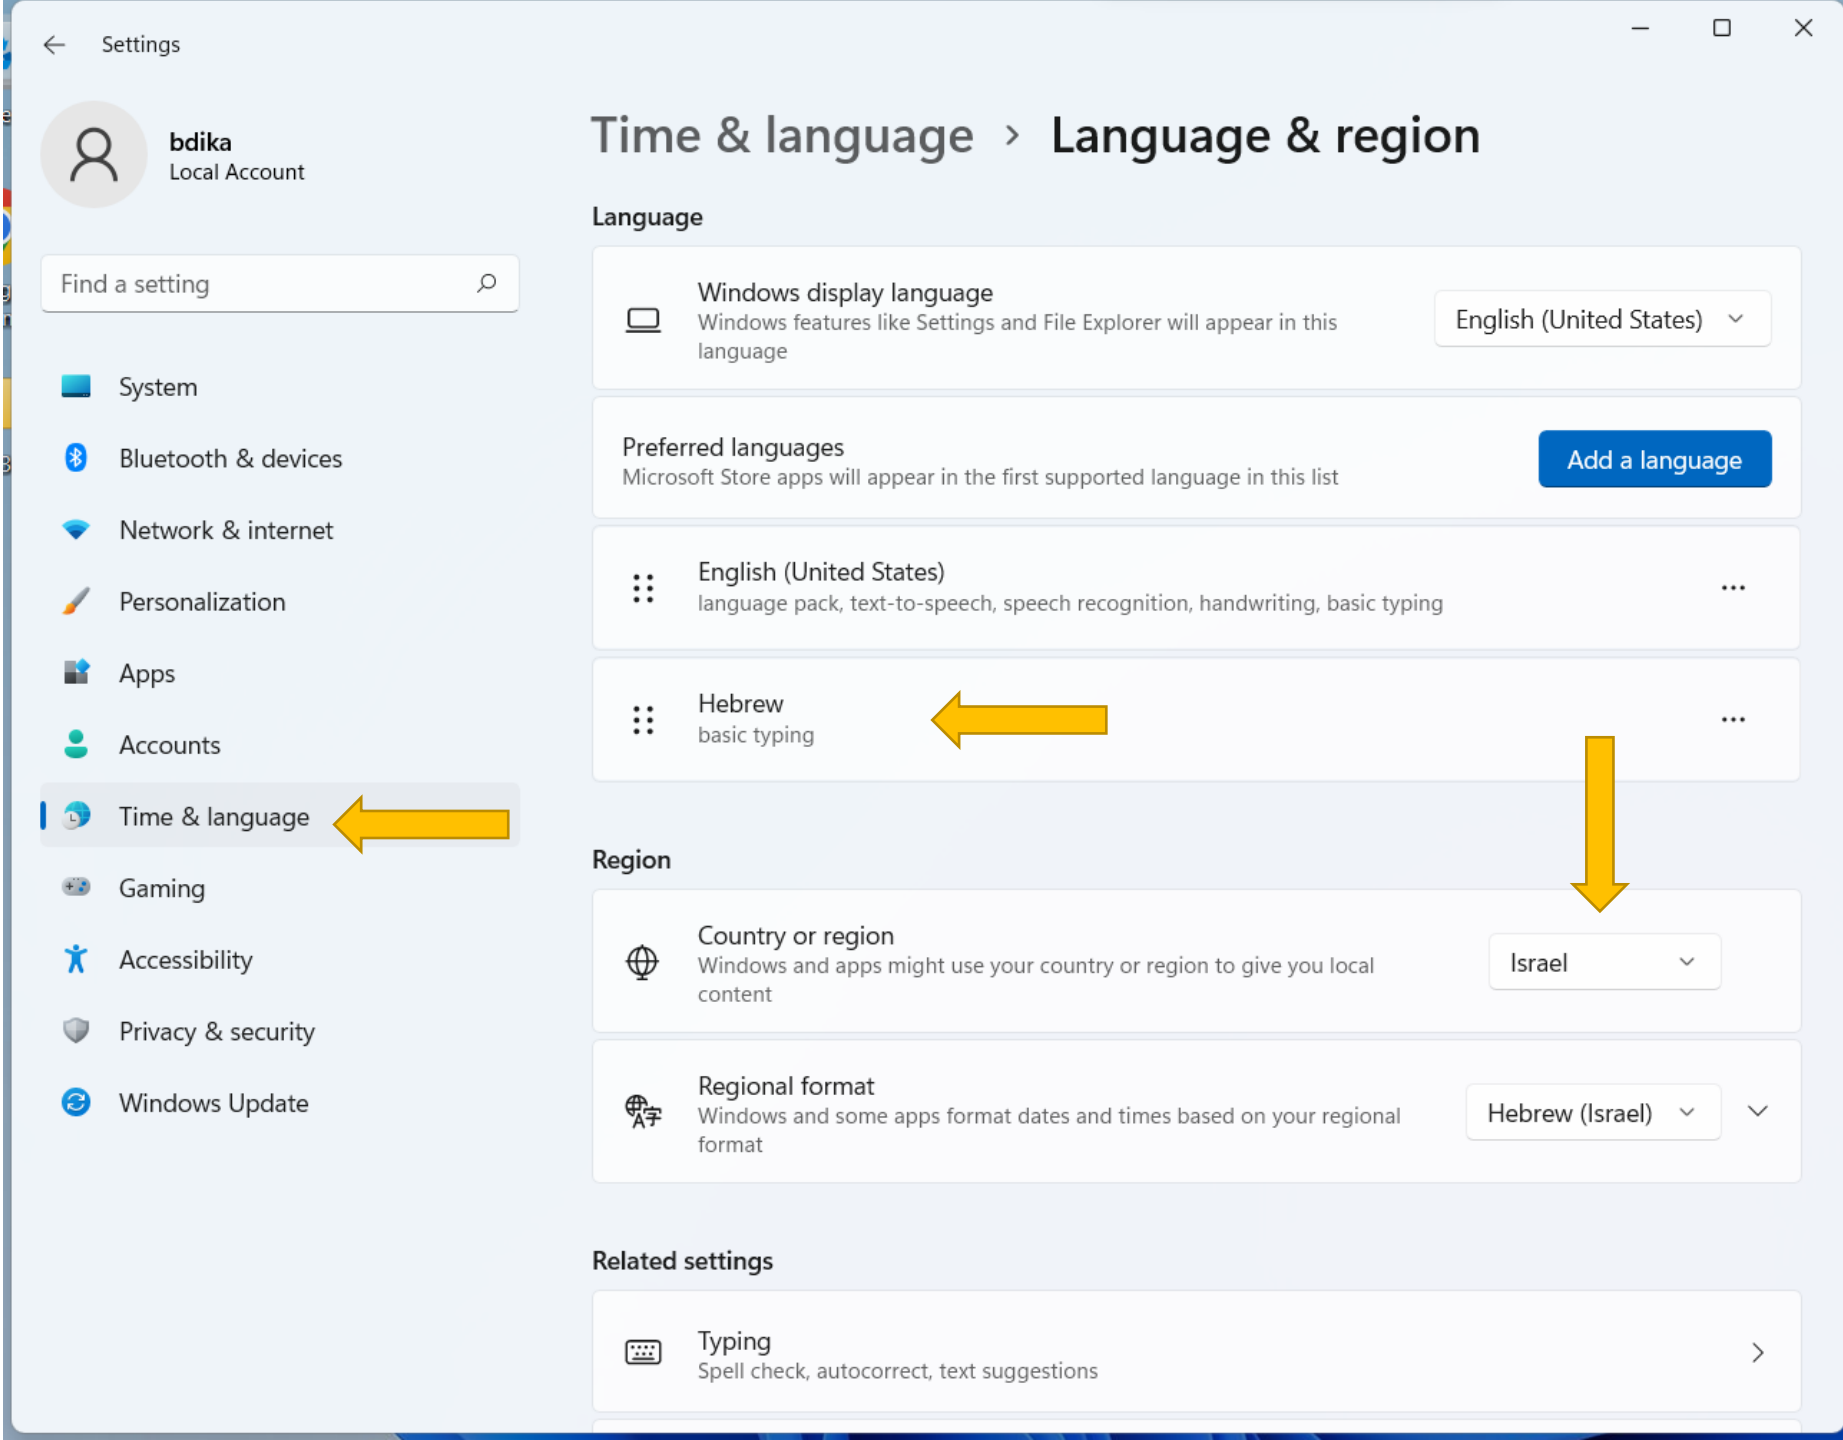 Settings
bdika
Local Account
Find a setting
System
Bluetooth & devices
Network & internet
Personalization
Apps
Accounts
Time & language
Gaming
Accessibility
Privacy & security
Windows Update
Time & language > Language & region
Language
Windows display language
Windows features like Settings and File Explorer will appear in this
language
English (United States)
Preferred languages
Microsoft Store apps will appear in the first supported language in this list
Add a language
English (United States)
language pack, text-to-speech, speech recognition, handwriting, basic typing
Hebrew
basic typing
Region
Country or region
Windows and apps might use your country or region to give you local
content
Israel
Regional format
Windows and some apps format dates and times based on your regional
format
Hebrew (Israel)
Related settings
Typing
Spell check, autocorrect, text suggestions